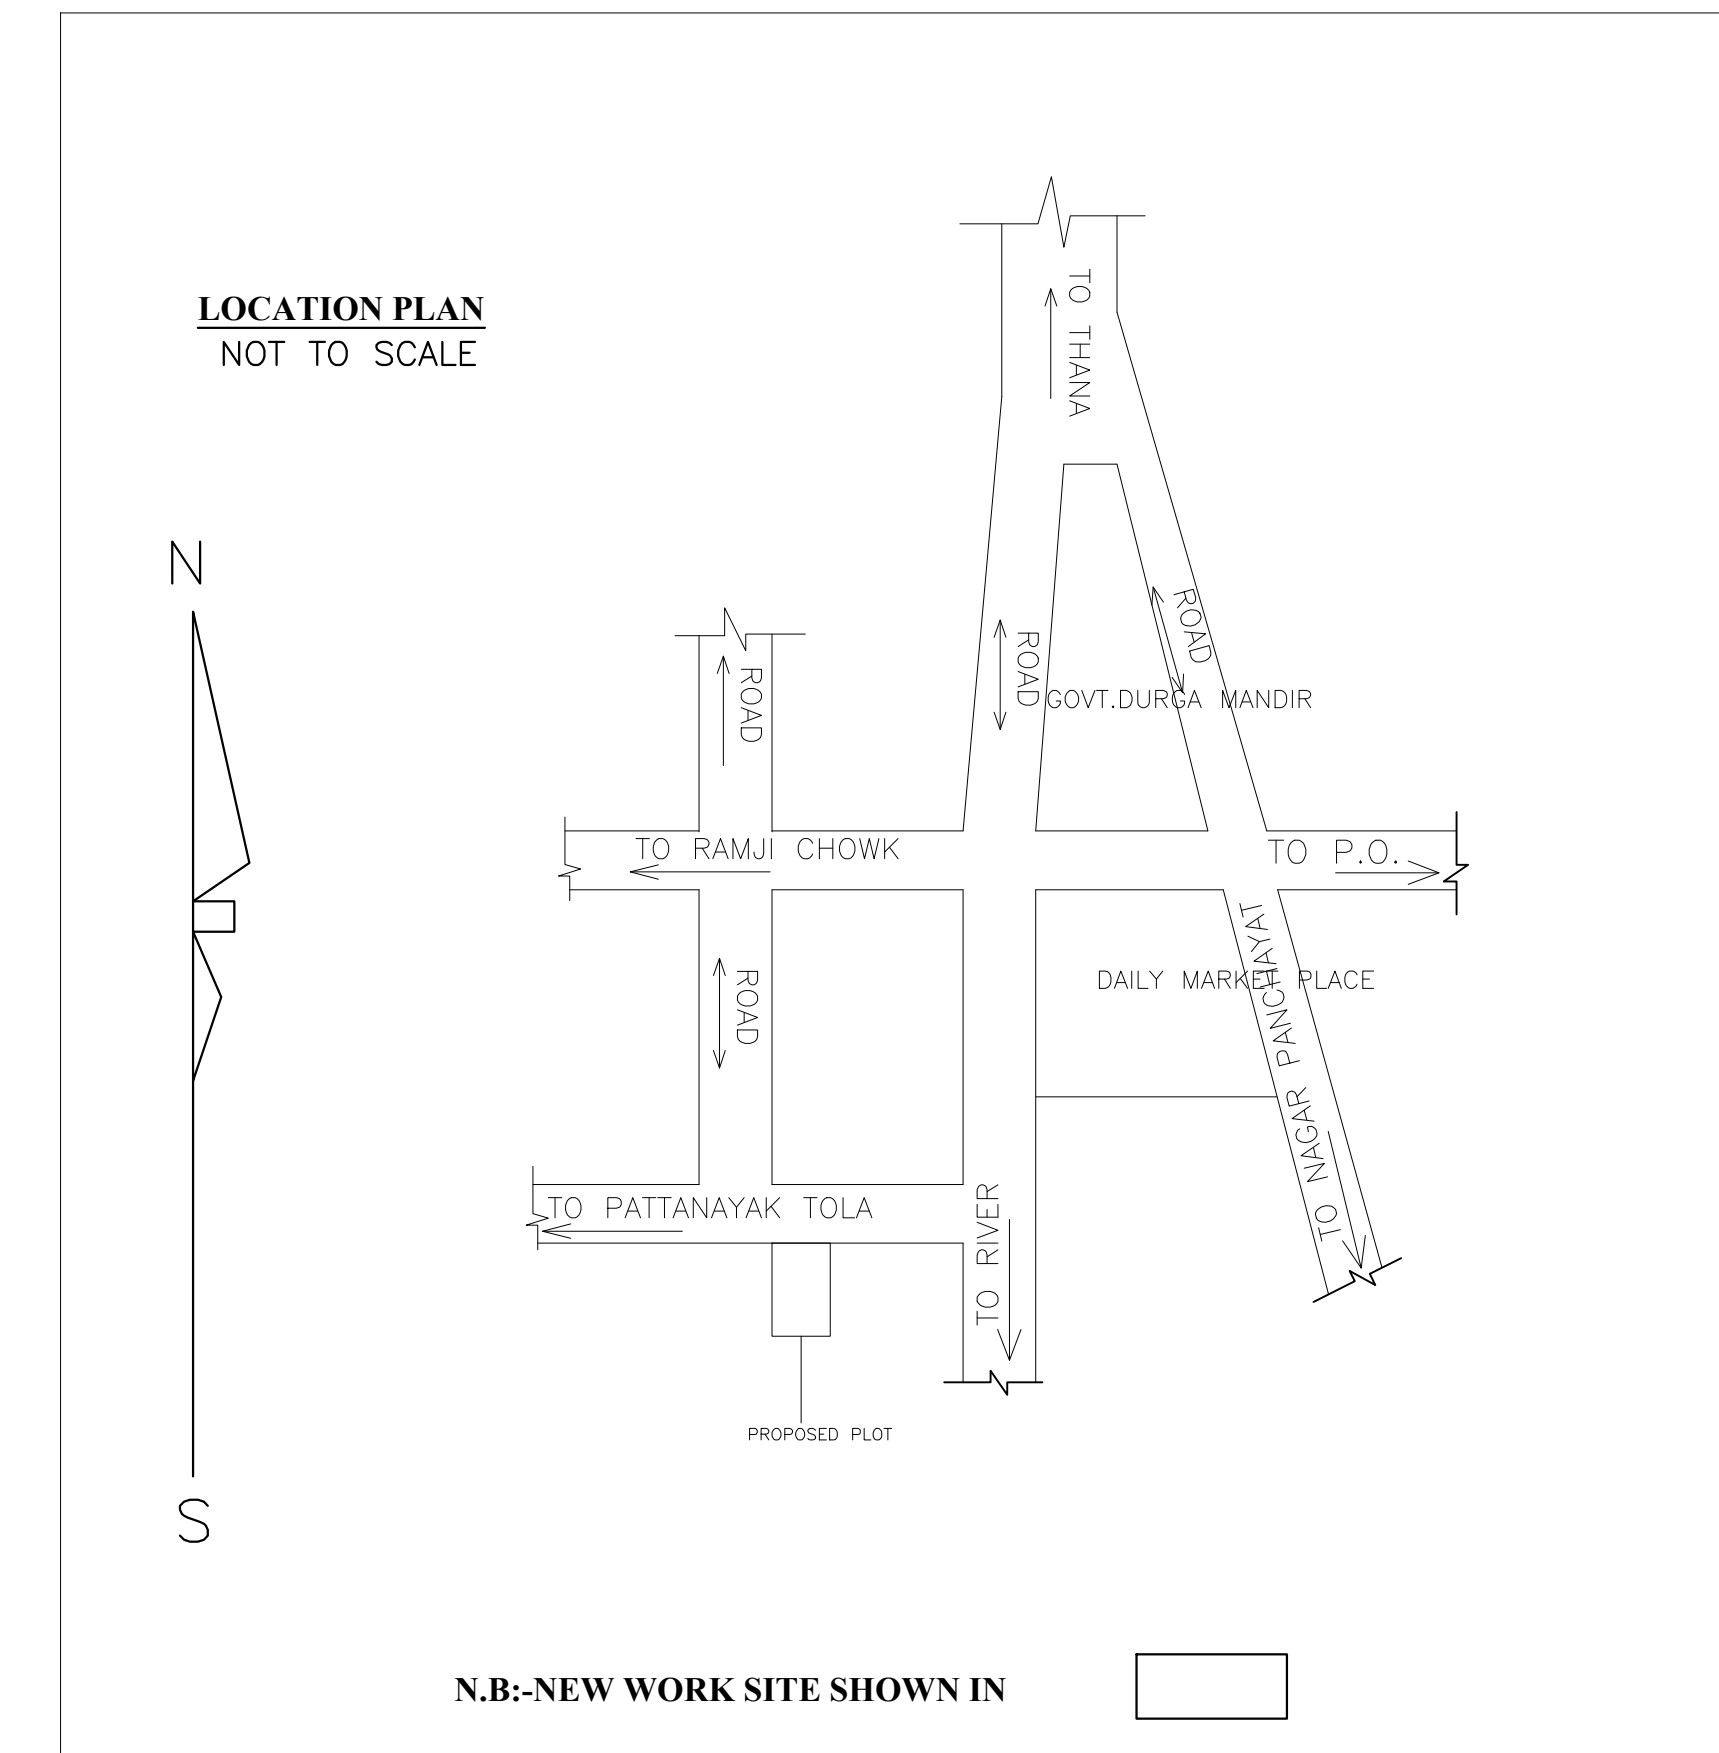 LOCATION PLAN
NOT TO SCALE
TO THANA
N
ROAD
ROAD
ROAD
GOVT.DURGA MANDIR
TO RAMJI CHOWK
TO P.O.
TO NAGAR PANCHAYAT
DAILY MARKET PLACE
ROAD
TO PATTANAYAK TOLA
TO RIVER
PROPOSED PLOT
S
N.B:-NEW WORK SITE SHOWN IN